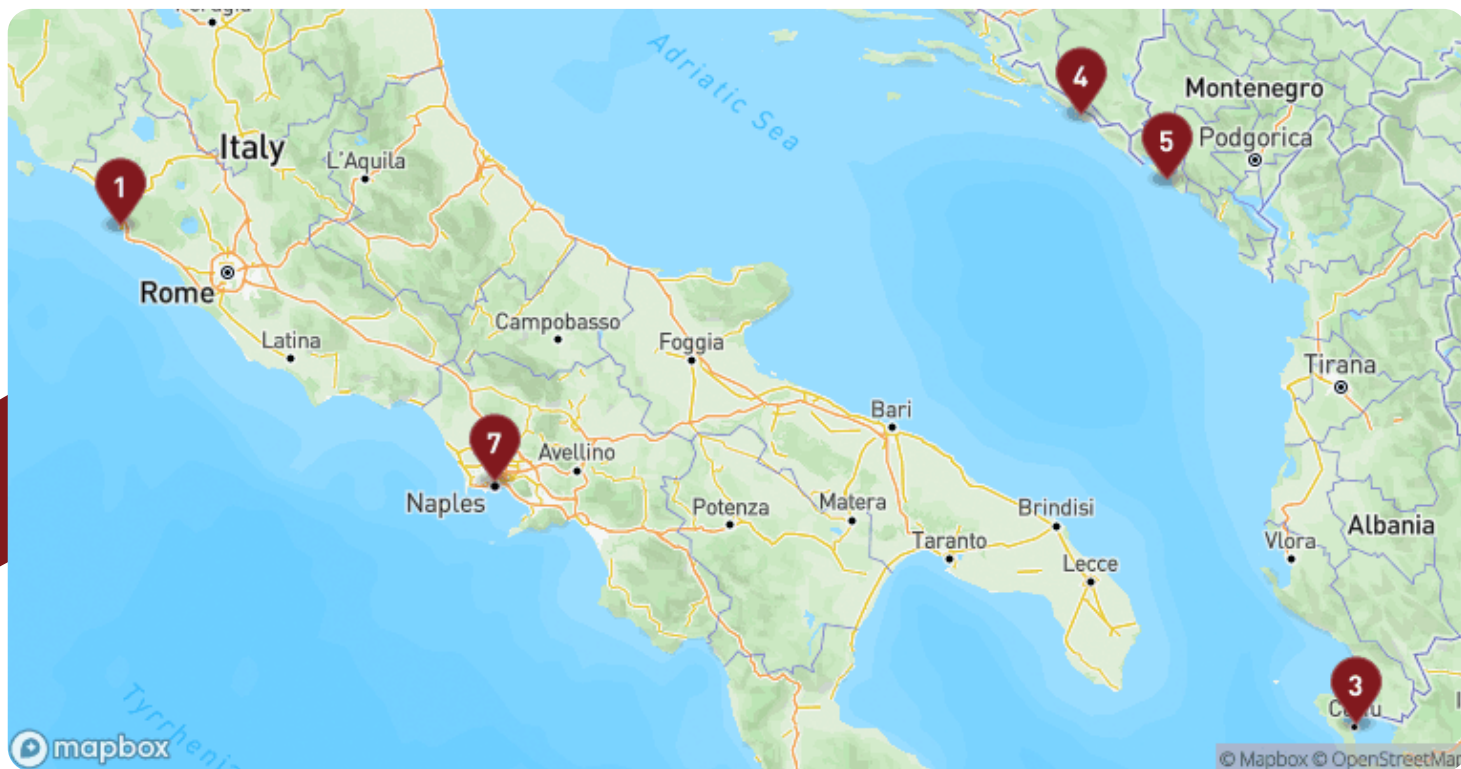 Adriatic Sea
4
Montenegro
5
Podgorica
Italy
L'Aquila
1
Rome
Campobasso
Latina
Foggia
Tirana
Bari
7
Avellino
Naples
Potenza
Matera
Brindisi
Taranto
Albania
Vlora
Lecce
3
mapbox
© Mapbox © OpenStreetMap